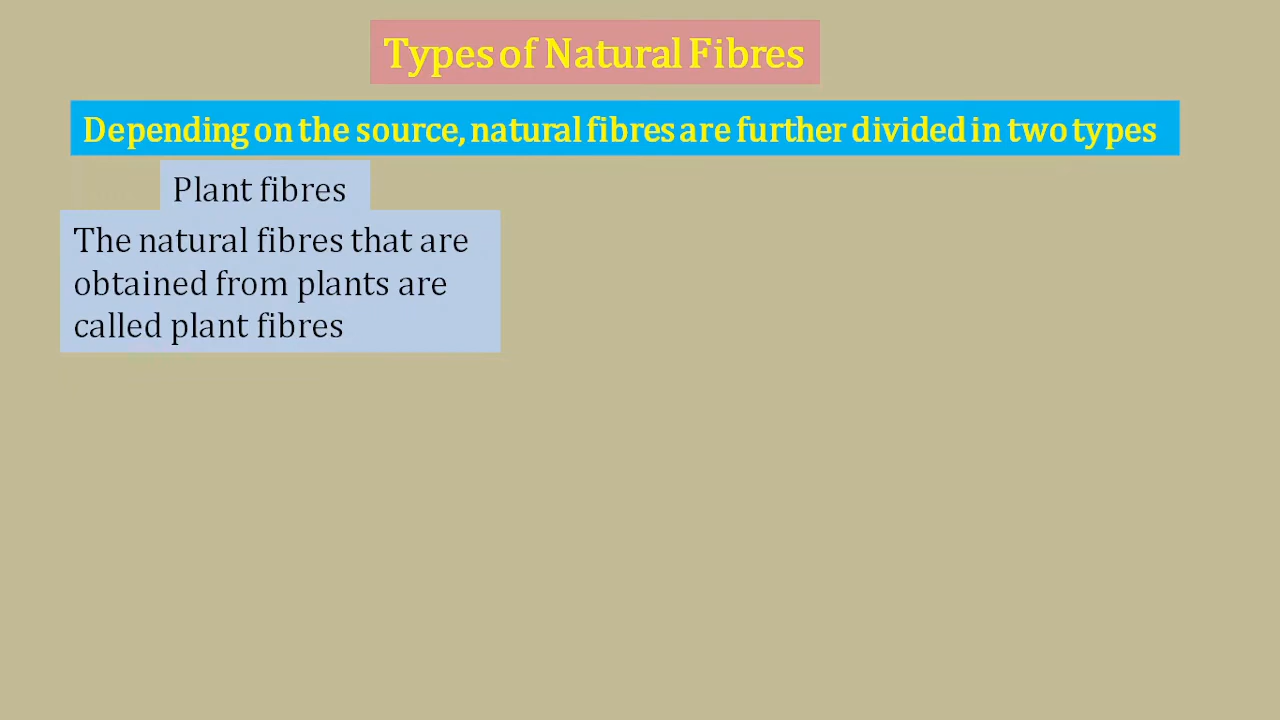 Types of Natural Fibres
Depending on the source, natural fibres are further divided in two types
Plant fibres
The natural fibres that are
obtained from plants are
called plant fibres